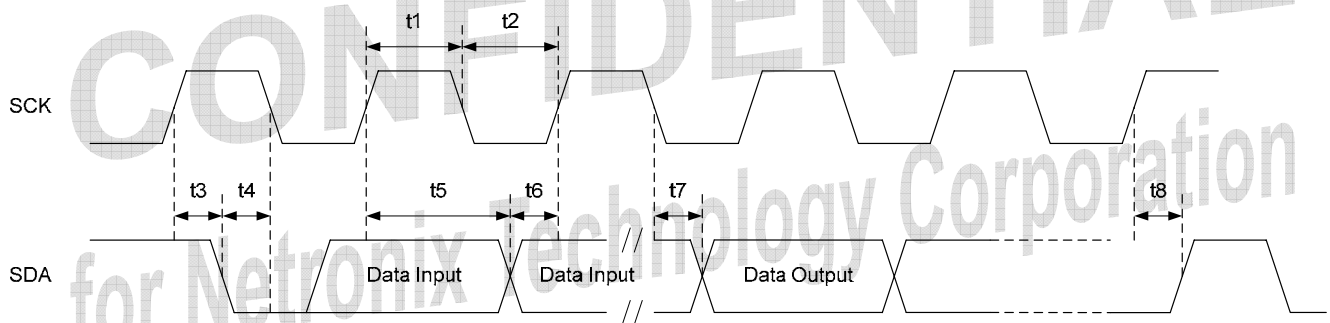 CONFIDENTIAL
for Netronix Technology Corporation
t1 t2
SCK
t3 t4 t5 t6 t7 t8
SDA Data Input Data Input // Data Output
//